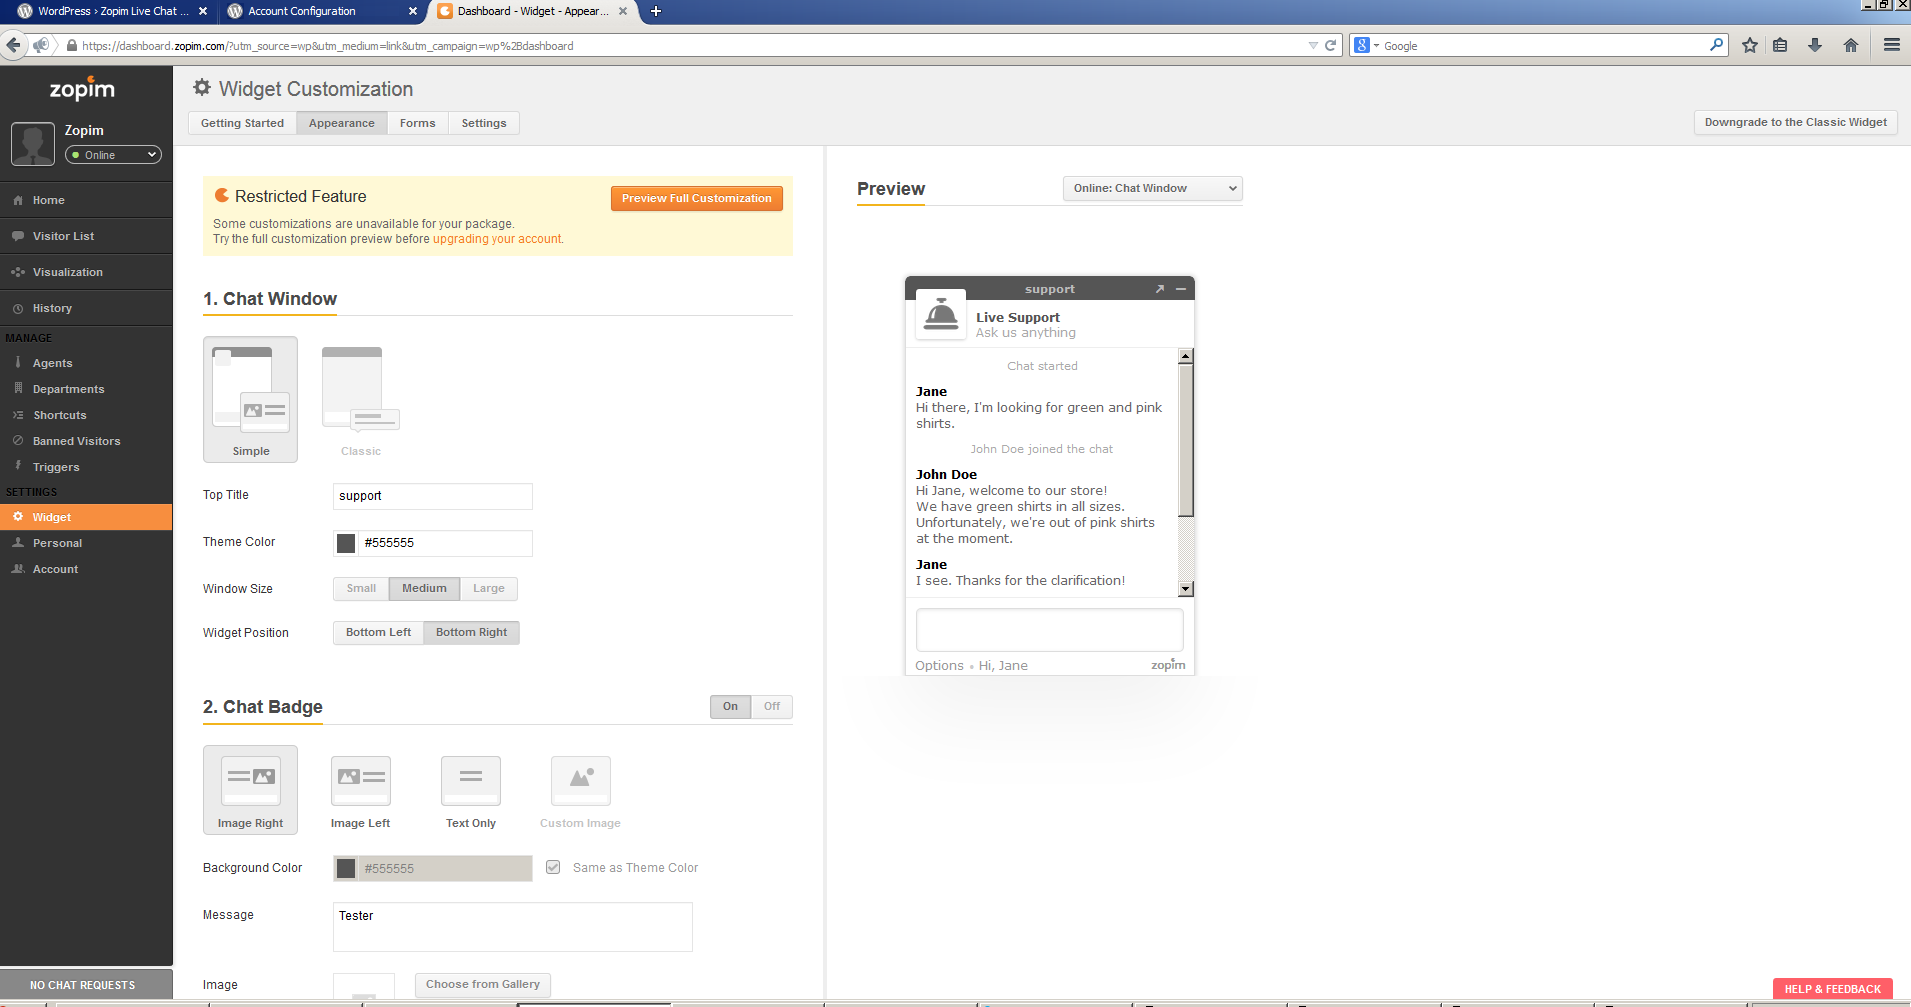 WordPress › Zopim Live Chat ...
Account Configuration
Dashboard - Widget - Appear...
https://dashboard.zopim.com/?utm_source=wp&utm_medium=link&utm_campaign=wp%2Bdashboard
Google
zopim
Zopim
Online
Home
Visitor List
Visualization
History
MANAGE
Agents
Departments
Shortcuts
Banned Visitors
Triggers
SETTINGS
Widget
Personal
Account
NO CHAT REQUESTS
Widget Customization
Getting Started
Appearance
Forms
Settings
Downgrade to the Classic Widget
Restricted Feature
Preview Full Customization
Some customizations are unavailable for your package.
Try the full customization preview before upgrading your account.
1. Chat Window
Simple
Classic
Top Title
support
Theme Color
#555555
Window Size
Small
Medium
Large
Widget Position
Bottom Left
Bottom Right
2. Chat Badge
On
Off
Image Right
Image Left
Text Only
Custom Image
Background Color
#555555
Same as Theme Color
Message
Tester
Image
Choose from Gallery
Preview
Online: Chat Window
support
Live Support
Ask us anything
Chat started
Jane
Hi there, I'm looking for green and pink
shirts.
John Doe joined the chat
John Doe
Hi Jane, welcome to our store!
We have green shirts in all sizes.
Unfortunately, we're out of pink shirts
at the moment.
Jane
I see. Thanks for the clarification!
Options • Hi, Jane
zopim
HELP & FEEDBACK